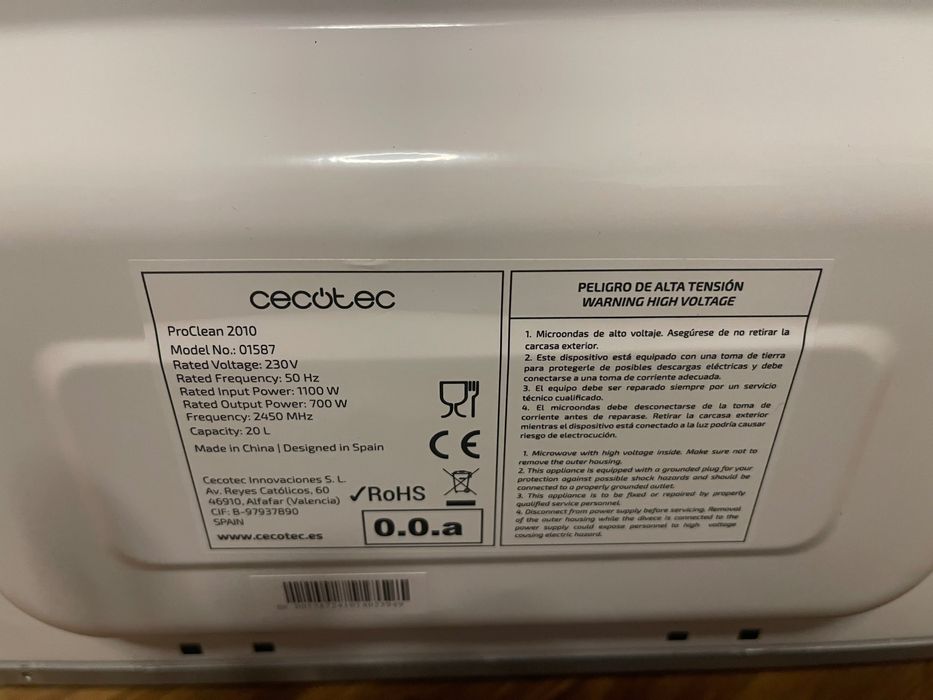 cecotec
ProClean 2010
Model No.: 01587
Rated Voltage: 230V
Rated Frequency: 50 Hz
Rated Input Power: 1100 W
Rated Output Power: 700 W
Frequency: 2450 MHz
Capacity: 20 L
Made in China | Designed in Spain
Cecotec Innovaciones S. L.
Av. Reyes Católicos, 60
46910, Alfafar (Valencia)
CIF: B-97937890
SPAIN
www.cecotec.es
CE
✓RoHS
0.0.a
PELIGRO DE ALTA TENSIÓN
WARNING HIGH VOLTAGE
1. Microondas de alto voltaje. Asegúrese de no retirar la
carcasa exterior.
2. Este dispositivo está equipado con una toma de tierra
para protegerle de posibles descargas eléctricas y debe
conectarse a una toma de corriente adecuada.
3. El equipo debe ser reparado siempre por un servicio
técnico cualificado.
4. El microondas debe desconectarse de la toma de
corriente antes de repararse. Retirar la carcasa exterior
mientras el dispositivo está conectado a la luz podría causar
riesgo de electrocución.
1. Microwave with high voltage inside. Make sure not to
remove the outer housing.
2. This appliance is equipped with a grounded plug for your
protection against possible shock hazards and should be
connected to a properly grounded outlet.
3. This appliance is to be fixed or repaired by properly
qualified service personnel.
4. Disconnect from power supply before servicing. Removal
of the outer housing while the divece is connected to the
power supply could expose personnel to high voltage
causing electric hazard.